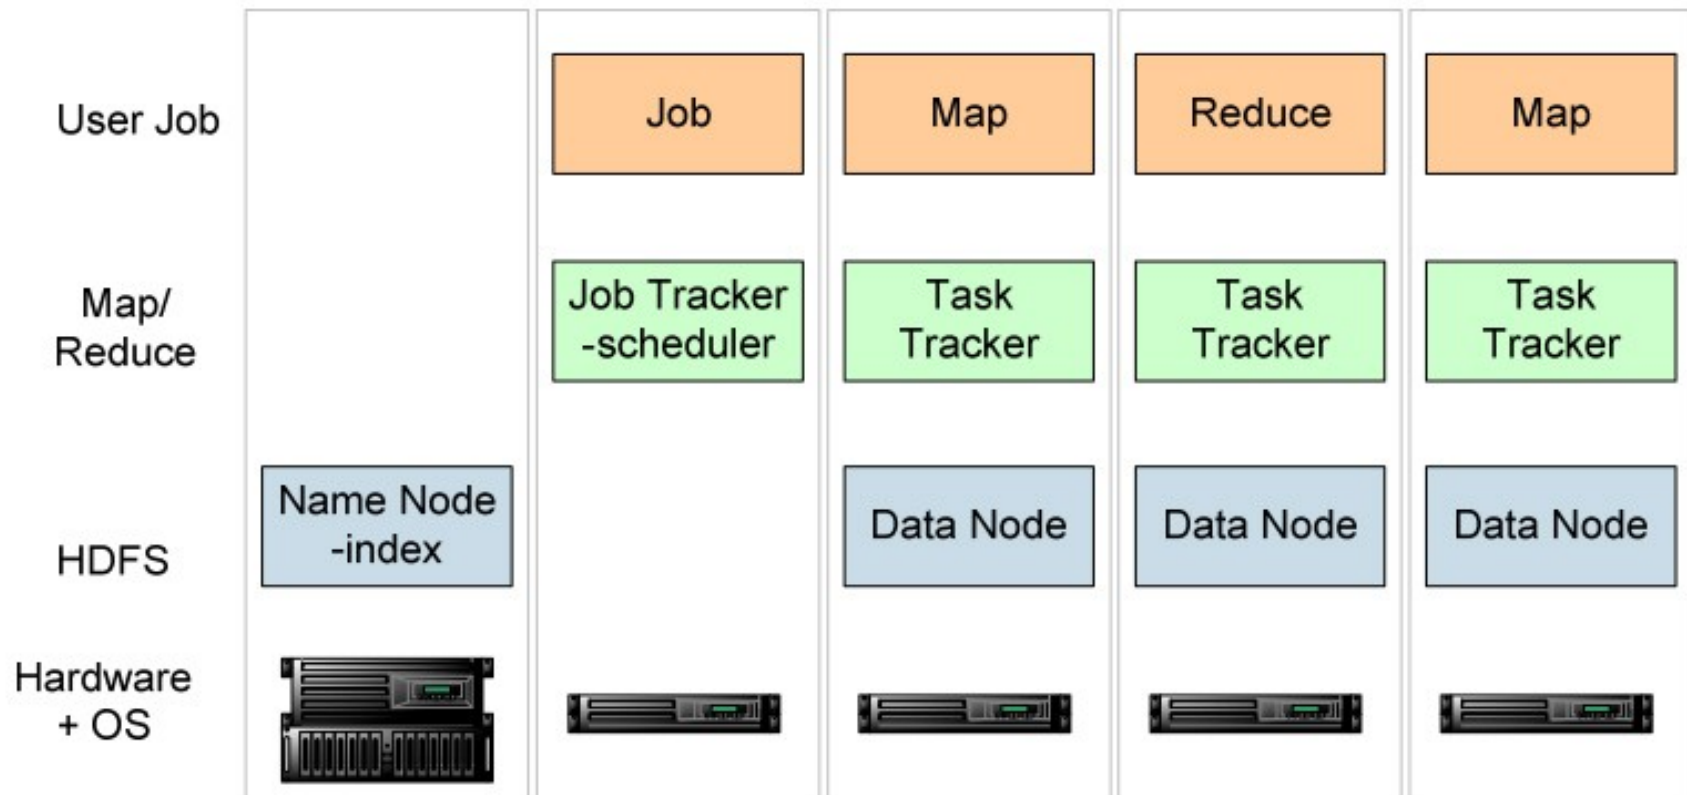 User Job
Job
Map
Reduce
Map
Map/
Reduce
Job Tracker
-scheduler
Task
Tracker
Task
Tracker
Task
Tracker
HDFS
Name Node
-index
Data Node
Data Node
Data Node
Hardware
+ OS